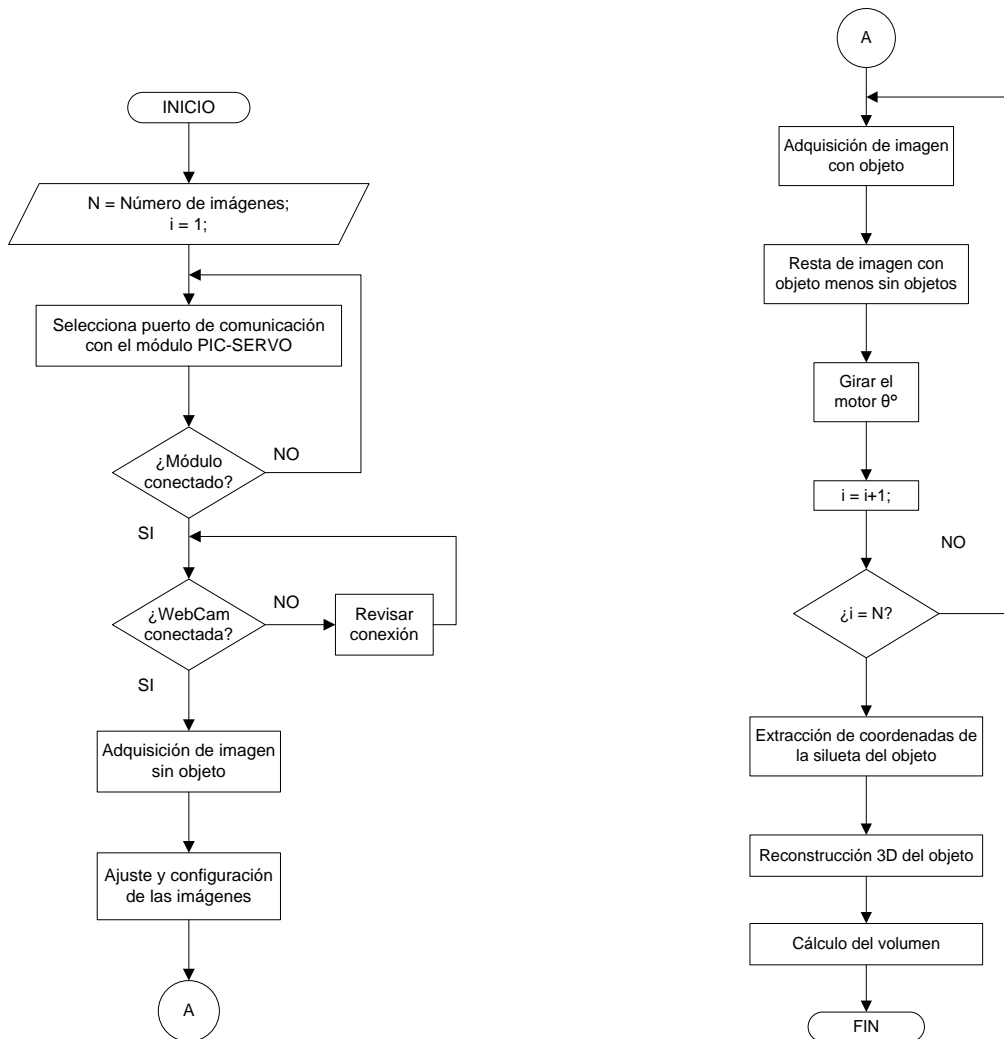 INICIO
N = Número de imágenes;
i = 1;
Selecciona puerto de comunicación
con el módulo PIC-SERVO
¿Módulo
conectado?
NO
SI
¿WebCam
conectada?
NO
Revisar
conexión
SI
Adquisición de imagen
sin objeto
Ajuste y configuración
de las imágenes
A
A
Adquisición de imagen
con objeto
Resta de imagen con
objeto menos sin objetos
Girar el
motor θº
i = i+1;
NO
¿i = N?
Extracción de coordenadas de
la silueta del objeto
Reconstrucción 3D del objeto
Cálculo del volumen
FIN